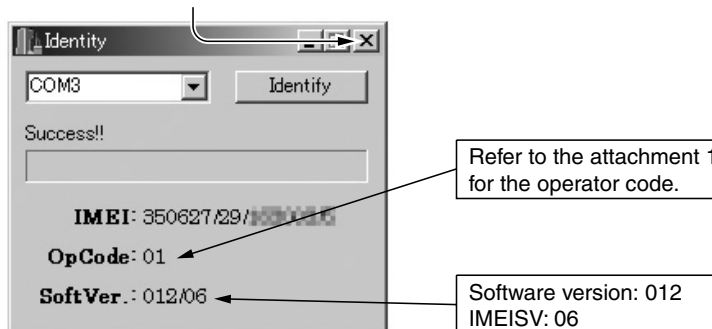 Identity
COM3
Identify
Success!!
IMEI: 350627/29/
OpCode: 01
SoftVer.: 012/06
Refer to the attachment 1
for the operator code.
Software version: 012
IMEISV: 06